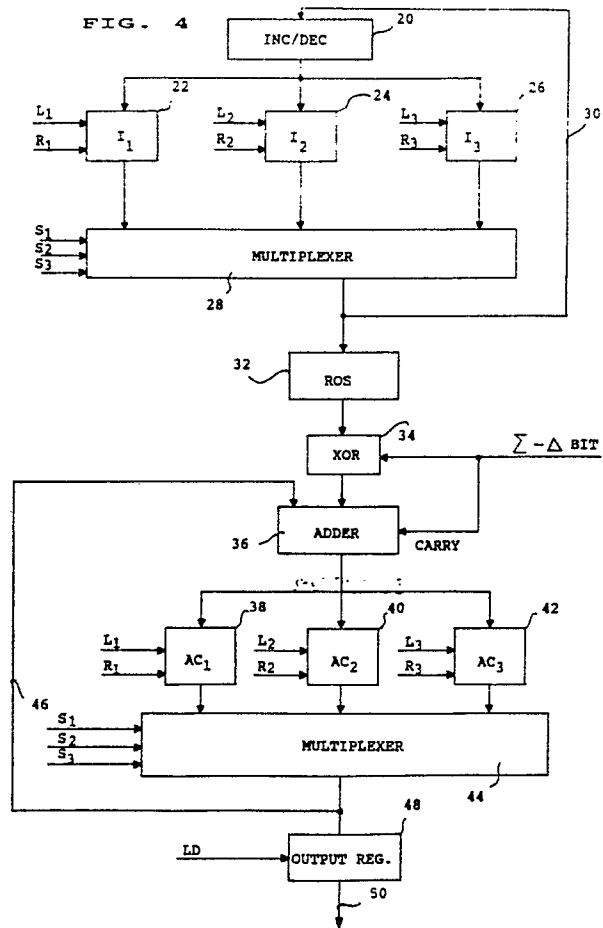 FIG. 4
20
INC/DEC
22
24
26
30
L1
R1
I1
L2
R2
I2
L3
R3
I3
S1
S2
S3
MULTIPLEXER
28
32
ROS
34
XOR
Σ-Δ BIT
36
ADDER
CARRY
38
40
42
L1
R1
AC1
L2
R2
AC2
L3
R3
AC3
46
S1
S2
S3
MULTIPLEXER
44
48
LD
OUTPUT REG.
50